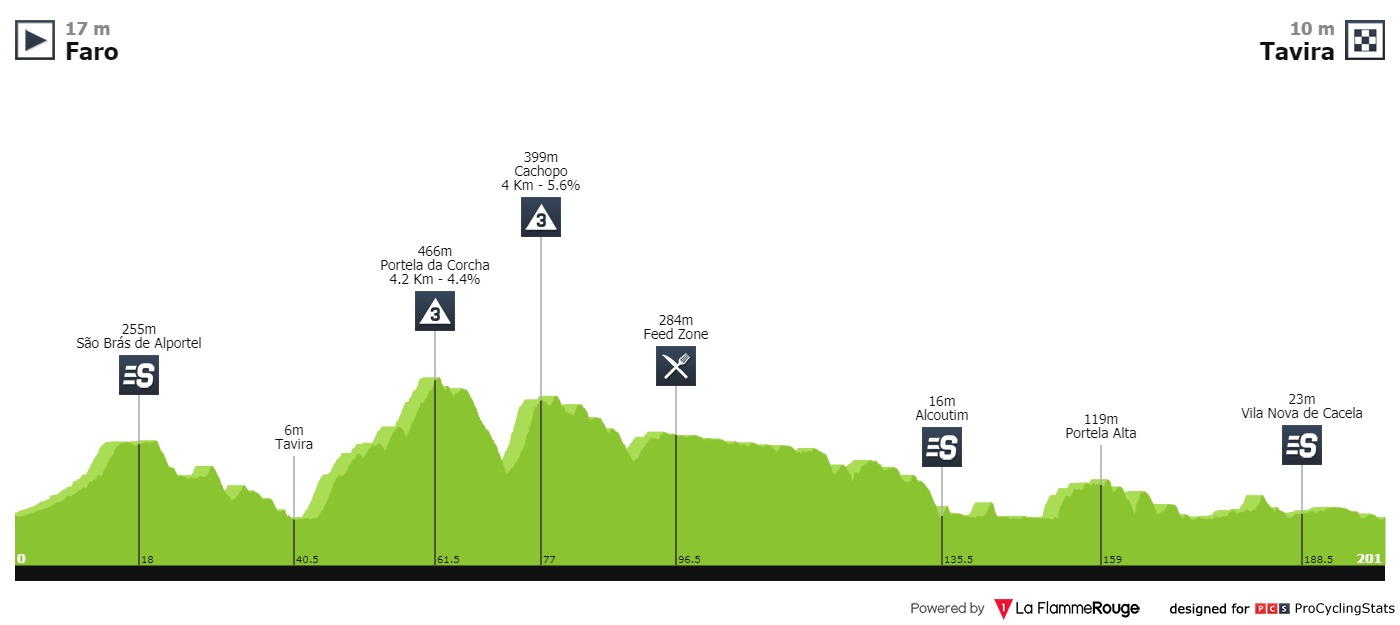 17 m
Faro
10 m
Tavira
399m
Cachopo
4 Km - 5.6%
3
466m
Portela da Corcha
4.2 Km - 4.4%
3
284m
Feed Zone
255m
São Brás de Alportel
S
6m
Tavira
16m
Alcoutim
S
119m
Portela Alta
23m
Vila Nova de Cacela
S
0
18
40.5
61.5
77
96.5
135.5
159
188.5
201
Powered by 1 La FlammeRouge designed for PCS ProCyclingStats